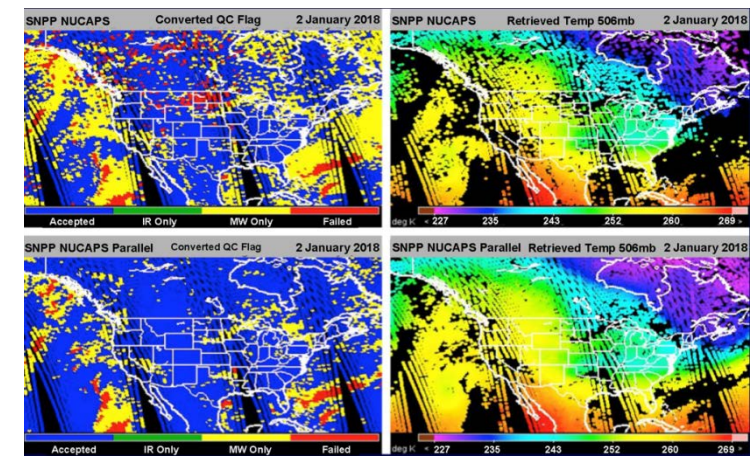 SNPP NUCAPS Converted QC Flag 2 January 2018
Accepted IR Only MW Only Failed
SNPP NUCAPS Retrieved Temp 506mb 2 January 2018
deg K < 227 235 243 252 260 269 >
SNPP NUCAPS Parallel Converted QC Flag 2 January 2018
Accepted IR Only MW Only Failed
SNPP NUCAPS Parallel Retrieved Temp 506mb 2 January 2018
deg K < 227 235 243 252 260 269 >